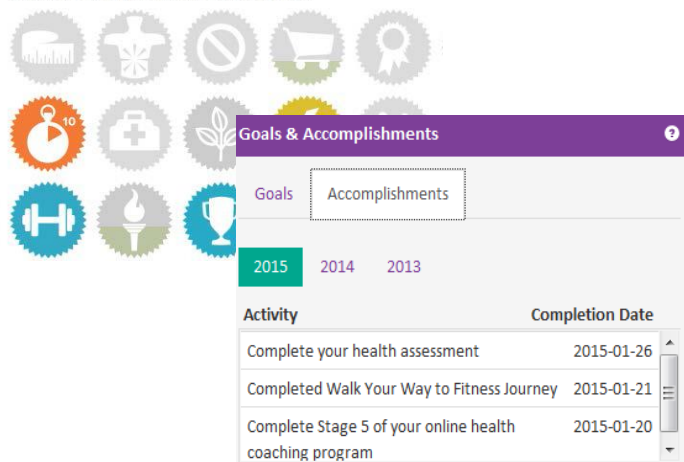 10
Goals & Accomplishments ?
Goals Accomplishments
2015 2014 2013
Activity Completion Date
Complete your health assessment 2015-01-26
Completed Walk Your Way to Fitness Journey 2015-01-21
Complete Stage 5 of your online health 2015-01-20
coaching program